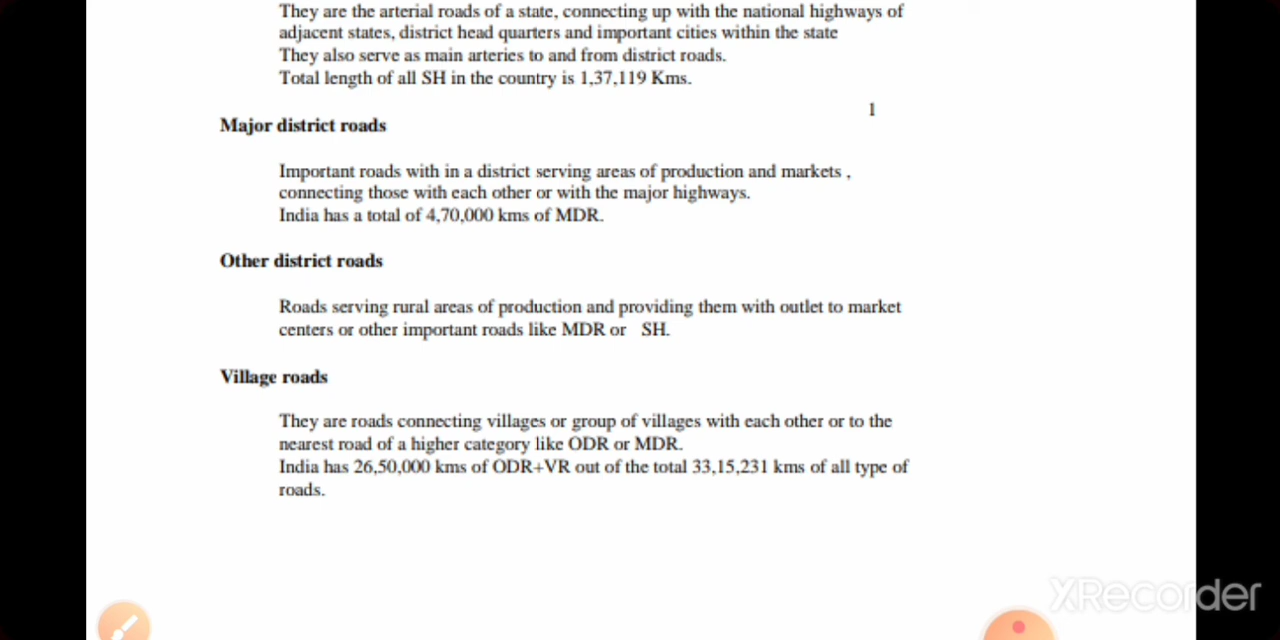 They are the arterial roads of a state, connecting up with the national highways of
adjacent states, district head quarters and important cities within the state
They also serve as main arteries to and from district roads.
Total length of all SH in the country is 1,37,119 Kms.
1
Major district roads
Important roads with in a district serving areas of production and markets ,
connecting those with each other or with the major highways.
India has a total of 4,70,000 kms of MDR.
Other district roads
Roads serving rural areas of production and providing them with outlet to market
centers or other important roads like MDR or SH.
Village roads
They are roads connecting villages or group of villages with each other or to the
nearest road of a higher category like ODR or MDR.
India has 26,50,000 kms of ODR+VR out of the total 33,15,231 kms of all type of
roads.
XRecorder